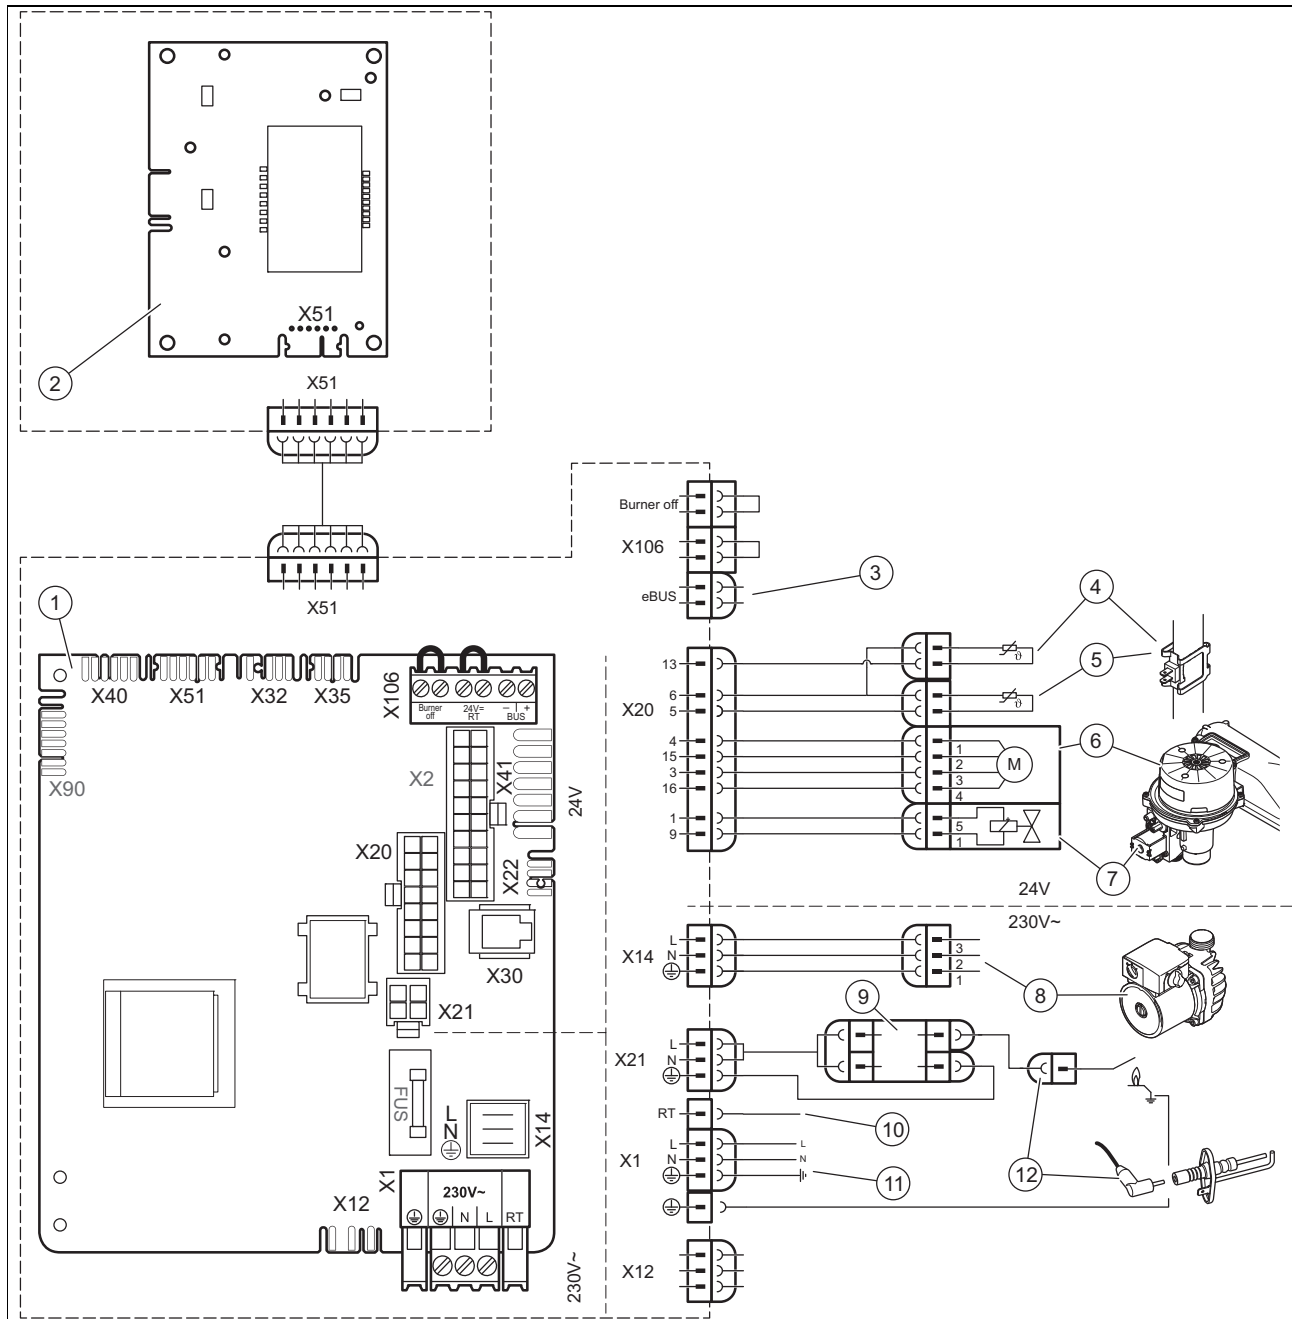 X51
2
X51
X51
Burner off
X106
eBUS
3
1
X40
X51
X32
X35
X106
Burner
off
24V=
RT
– | +
BUS
X90
X2
X41
24V
X20
X22
X30
X21
FUS
L
N
X14
X1
230V~
N
L
RT
X12
230V~
13
6
5
4
15
3
16
1
9
X20
ϑ
ϑ
4
5
1
2
3
4
M
6
5
1
7
24V
230V~
X14
L
N
3
2
1
8
9
X21
L
N
RT
10
X1
L
N
L
N
11
12
X12